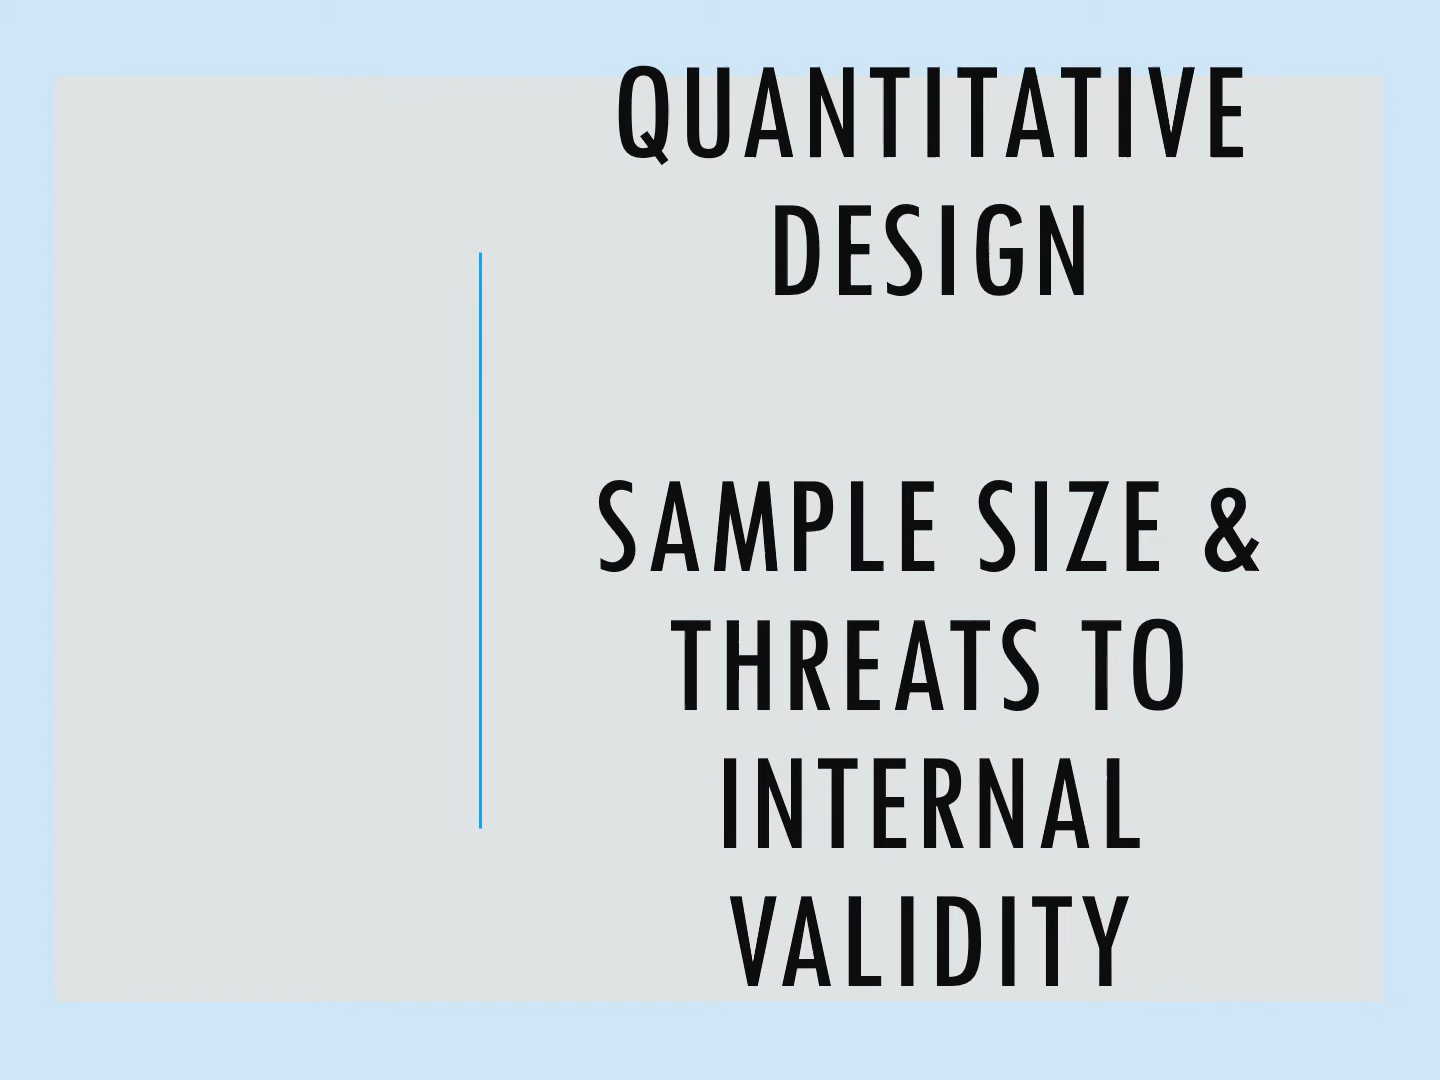 QUANTITATIVE
DESIGN
SAMPLE SIZE &
THREATS TO
INTERNAL
VALIDITY